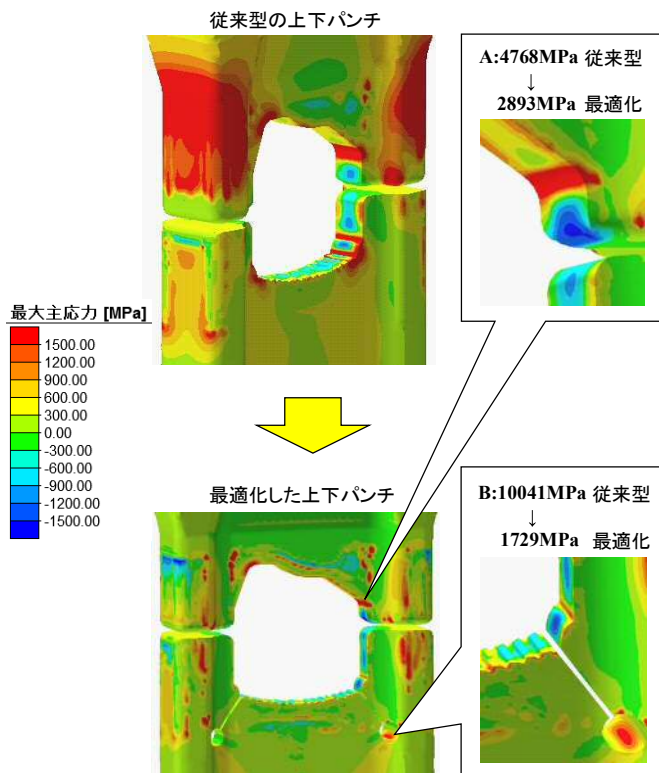 従来型の上下パンチ
A:4768MPa 従来型
↓
2893MPa 最適化
最大主応力 [MPa]
1500.00
1200.00
900.00
600.00
300.00
0.00
-300.00
-600.00
-900.00
-1200.00
-1500.00
最適化した上下パンチ
B:10041MPa 従来型
↓
1729MPa 最適化